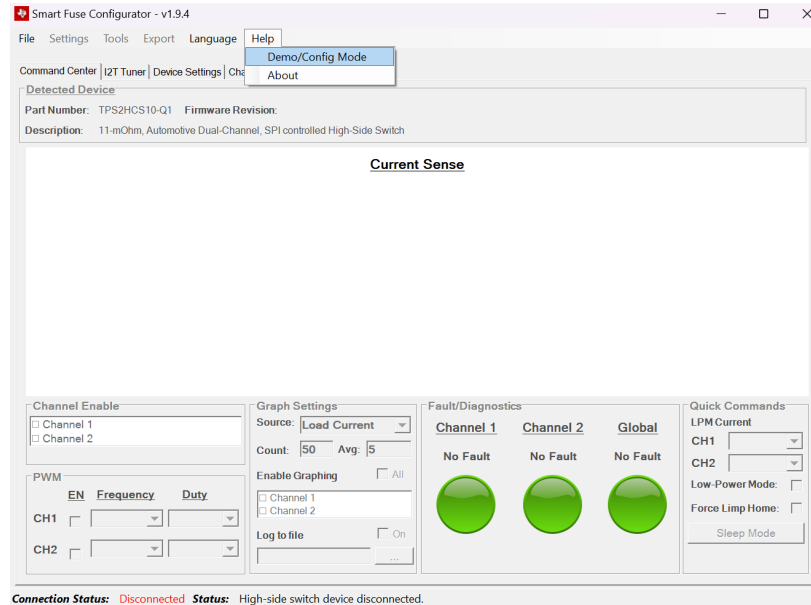 Smart Fuse Configurator - v1.9.4
File Settings Tools Export Language Help
Demo/Config Mode
About
Command Center I2T Tuner Device Settings Cha
Detected Device
Part Number: TPS2HCS10-Q1 Firmware Revision:
Description: 11-mOhm, Automotive Dual-Channel, SPI controlled High-Side Switch
Current Sense
Channel Enable
Channel 1
Channel 2
PWM
EN Frequency Duty
CH1
CH2
Graph Settings
Source: Load Current
Count: 50 Avg: 5
Enable Graphing All
Channel 1
Channel 2
Log to file On
...
Fault/Diagnostics
Channel 1 Channel 2 Global
No Fault No Fault No Fault
Quick Commands
LPM Current
CH1
CH2
Low-Power Mode:
Force Limp Home:
Sleep Mode
Connection Status: Disconnected Status: High-side switch device disconnected.